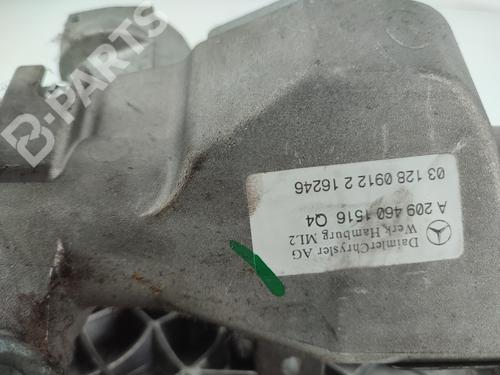 B-PARTS
DaimlerChrysler AG
Werk Hamburg ML2
A 209 460 1516 Q4
03 128 0912 2 16246